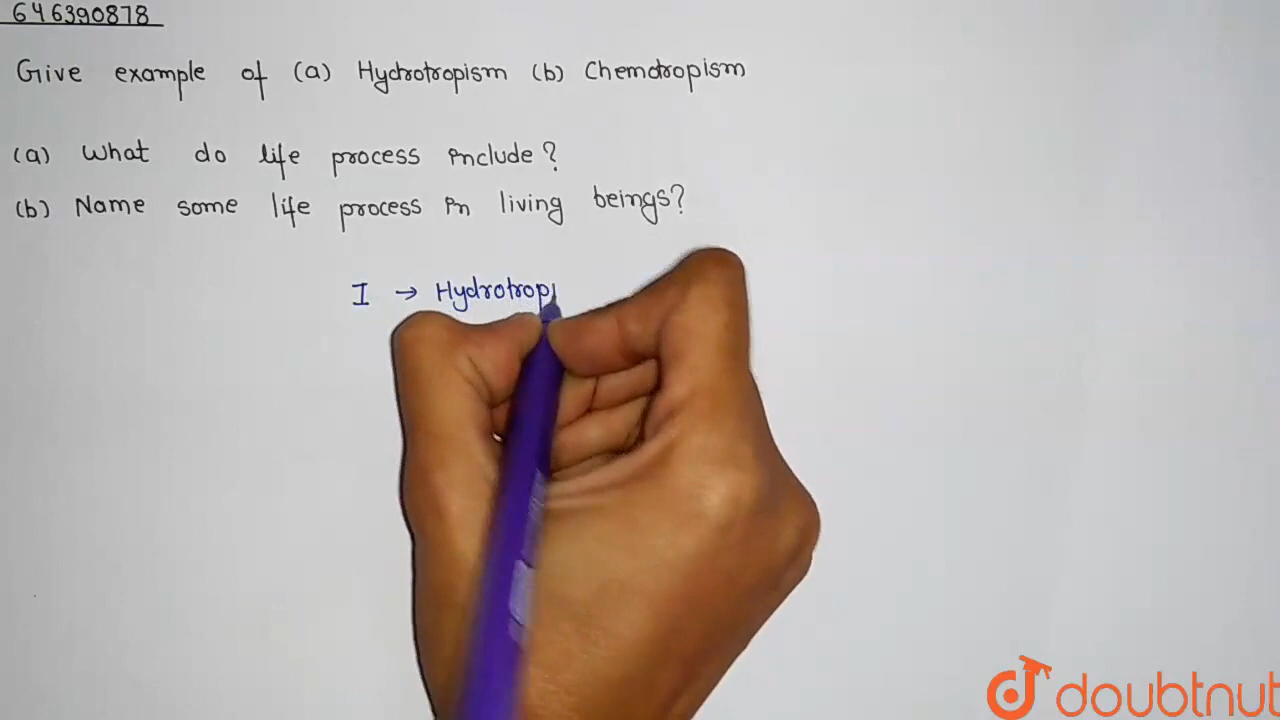 646390878
Give example of (a) Hydrotropism (b) Chemotropism
(a) What do life process include?
(b) Name some life process in living beings?
I → Hydrotropi
doubtnut